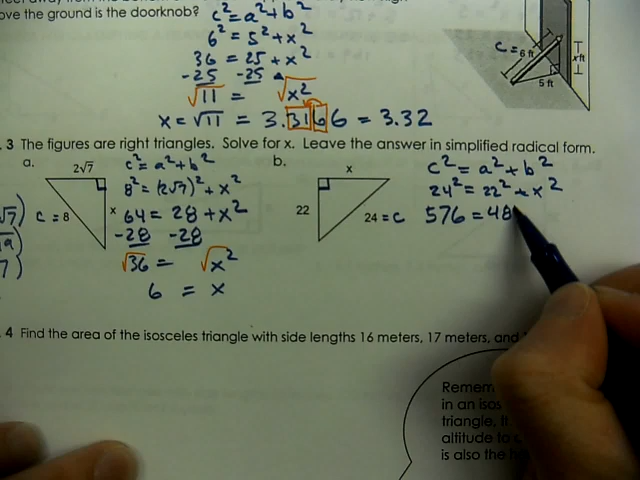 ove the ground is the doorknob?
c² = a² + b²
6² = 5² + x²
36 = 25 + x²
-25 -25
√11 = √x²
x = √11 = 3.3166 = 3.32
c = 6 ft
x ft
5 ft
3 The figures are right triangles. Solve for x. Leave the answer in simplified radical form.
a.
2√7
c = 8
x
c² = a² + b²
8² = (2√7)² + x²
64 = 28 + x²
-28 -28
√36 = √x²
6 = x
b.
x
22
24 = c
c² = a² + b²
24² = 22² + x²
576 = 48
4 Find the area of the isosceles triangle with side lengths 16 meters, 17 meters, and
in an isos
triangle,
altitude to
is also the